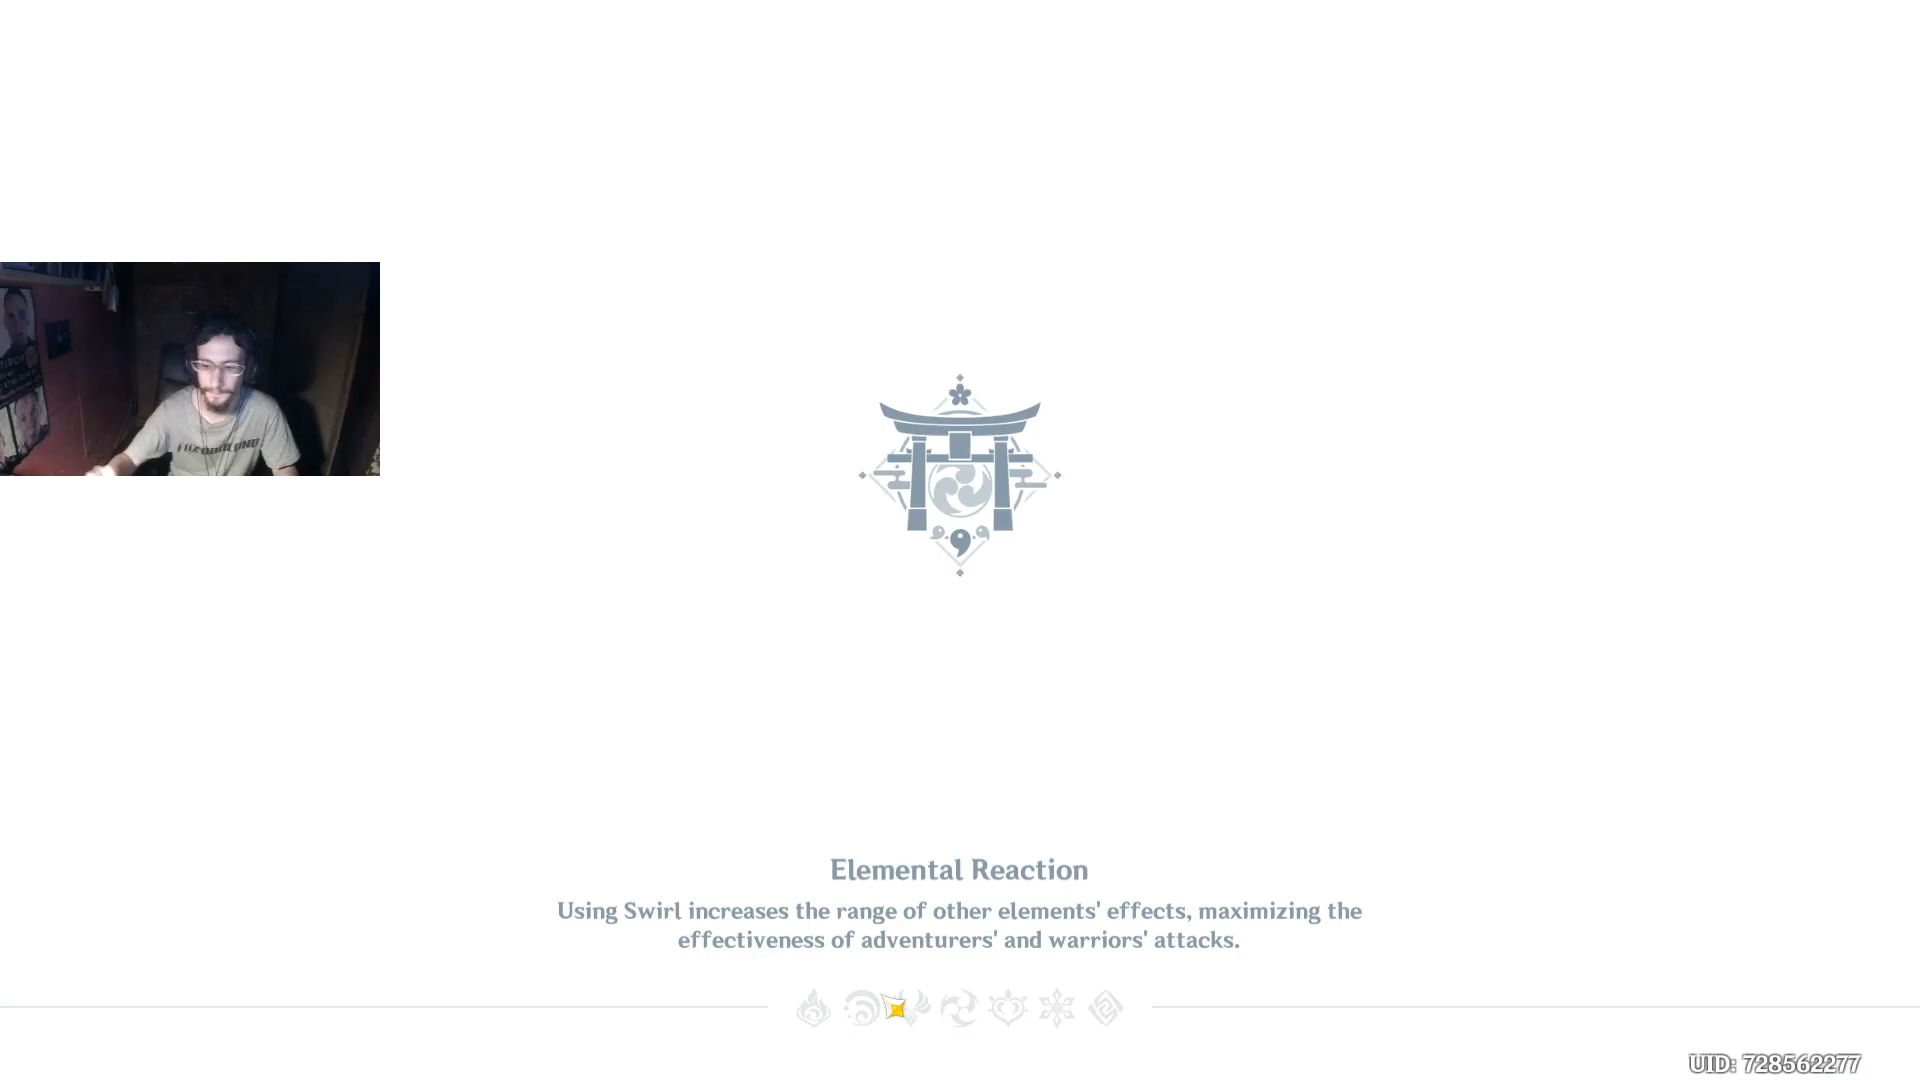 Elemental Reaction
Using Swirl increases the range of other elements' effects, maximizing the
effectiveness of adventurers' and warriors' attacks.
UID: 728562277